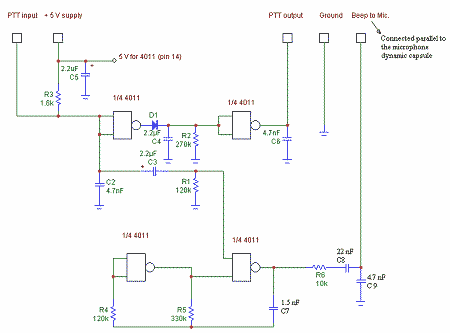 PTT input
+ 5 V supply
PTT output
Ground
Beep to Mic.
Connected parallel to
the microphone
dynamic capsule
5 V for 4011 (pin 14)
2.2uF
+
C5
R3
1.6k
1/4 4011
D1
1/4 4011
2.2µF
C4
R2
270k
4.7nF
C6
2.2µF
+
C3
C2
4.7nF
R1
120k
1/4 4011
1/4 4011
22 nF
C8
R6
10k
4.7 nF
C9
R4
120k
R5
330k
1.5 nF
C7